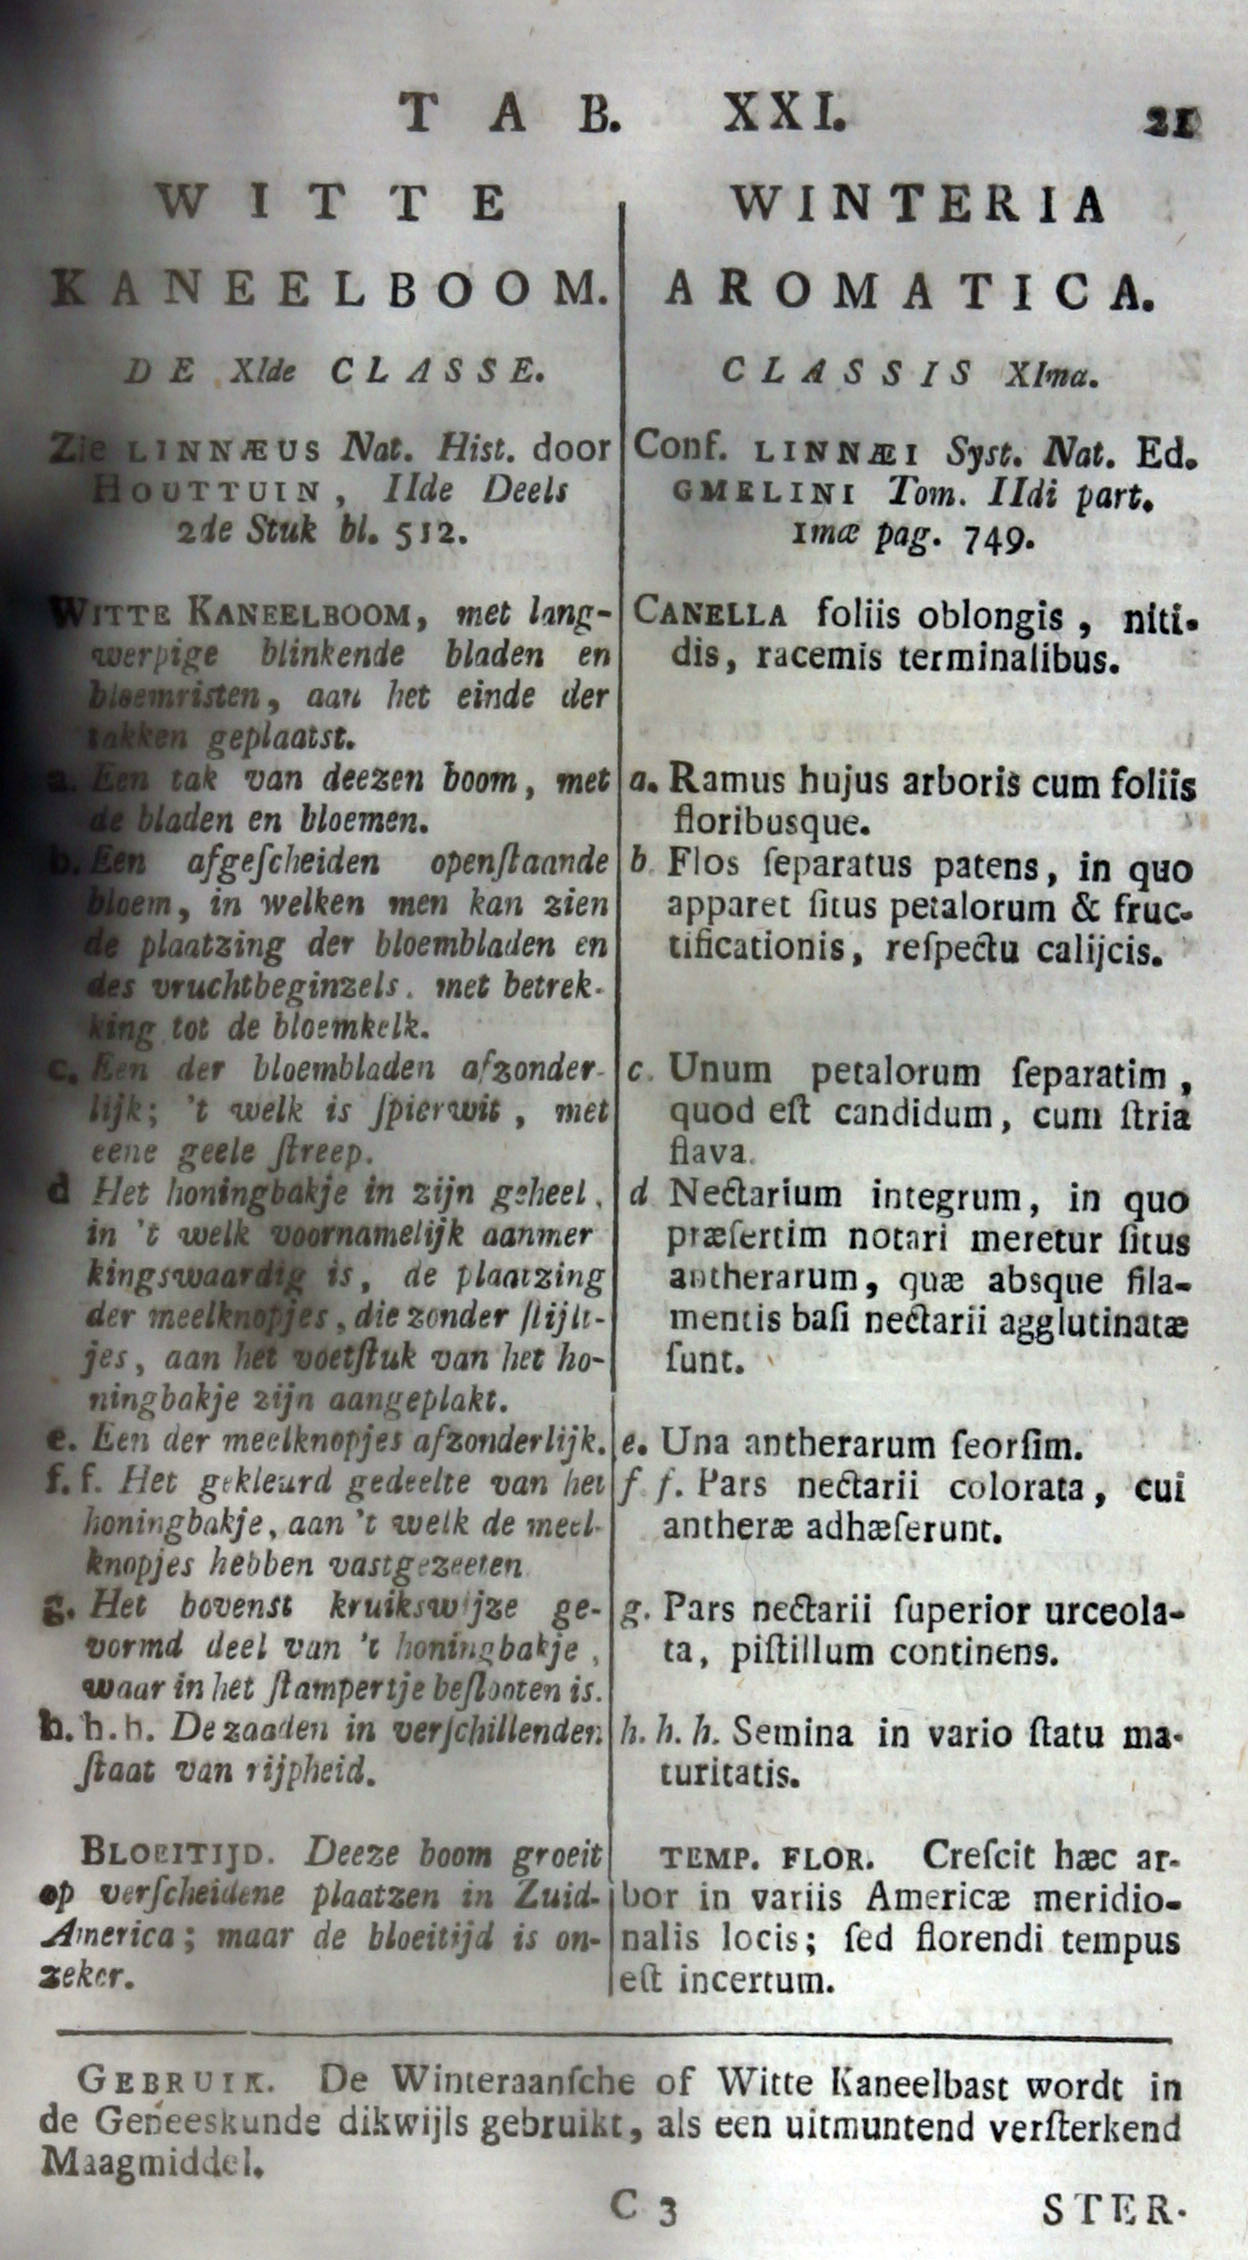 TAB. XXI. 21
WITTE
KANEELBOOM.
DE XIde CLASSE.
Zie LINNÆUS Nat. Hist. door
HOUTTUIN, IIde Deels
2de Stuk bl. 512.
WITTE KANEELBOOM, met lang-
werpige blinkende bladen en
bloemristen, aan het einde der
takken geplaatst.
a. Een tak van deezen boom, met
de bladen en bloemen.
b. Een afgeſcheiden openſtaande
bloem, in welken men kan zien
de plaatzing der bloembladen en
des vruchtbeginzels. met betrek-
king tot de bloemkelk.
c. Een der bloembladen afzonder-
lijk; 't welk is ſpierwit, met
eene geele ſtreep.
d Het honingbakje in zijn geheel,
in 't welk voornamelijk aanmer
kingswaardig is, de plaatzing
der meelknopjes, die zonder ſtijlt-
jes, aan het voetſtuk van het ho-
ningbakje zijn aangeplakt.
e. Een der meelknopjes afzonderlijk.
f. f. Het gekleurd gedeelte van het
honingbakje, aan 't welk de meel-
knopjes hebben vastgezeeten
g. Het bovenst kruikswijze ge-
vormd deel van 't honingbakje,
waar in het ſtampertje beſlooten is.
h. h. h. De zaaden in verſchillenden
ſtaat van rijpheid.
BLOEITIJD. Deeze boom groeit
op verſcheidene plaatzen in Zuid-
America; maar de bloeitijd is on-
zeker.
WINTERIA
AROMATICA.
CLASSIS XIma.
Conf. LINNÆI Syst. Nat. Ed.
GMELINI Tom. IIdi part.
1mæ pag. 749.
CANELLA foliis oblongis, niti-
dis, racemis terminalibus.
a. Ramus hujus arboris cum foliis
floribusque.
b. Flos ſeparatus patens, in quo
apparet ſitus petalorum & fruc-
tificationis, reſpectu calijcis.
c. Unum petalorum ſeparatim,
quod eſt candidum, cum ſtria
flava.
d Nectarium integrum, in quo
præſertim notari meretur ſitus
antherarum, quæ absque fila-
mentis baſi nectarii agglutinatæ
ſunt.
e. Una antherarum ſeorſim.
f f. Pars nectarii colorata, cui
antheræ adhæſerunt.
g. Pars nectarii ſuperior urceola-
ta, piſtillum continens.
h. h. h. Semina in vario ſtatu ma-
turitatis.
TEMP. FLOR. Creſcit hæc ar-
bor in variis Americæ meridio-
nalis locis; ſed florendi tempus
eſt incertum.
GEBRUIK. De Winteraanſche of Witte Kaneelbast wordt in
de Geneeskunde dikwijls gebruikt, als een uitmuntend verſterkend
Maagmiddel.
C 3 STER-